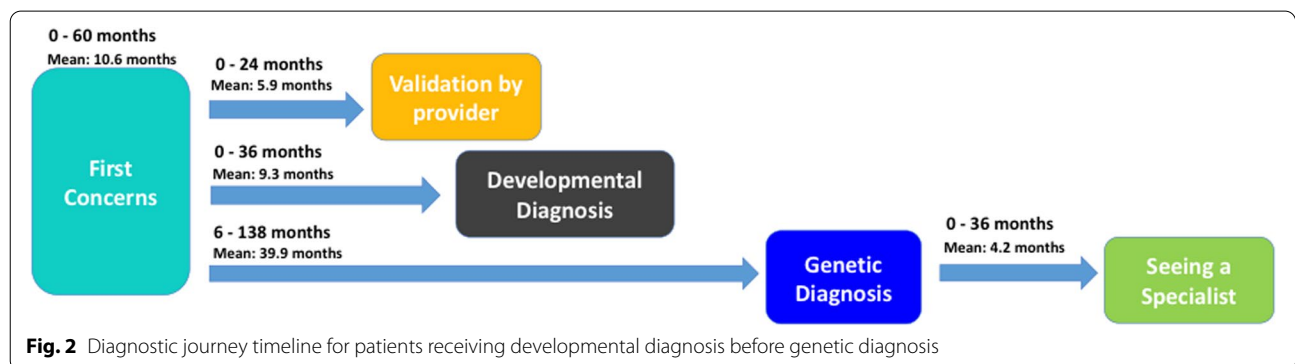 0 - 60 months
Mean: 10.6 months
First
Concerns
0 - 24 months
Mean: 5.9 months
Validation by
provider
0 - 36 months
Mean: 9.3 months
Developmental
Diagnosis
6 - 138 months
Mean: 39.9 months
Genetic
Diagnosis
0 - 36 months
Mean: 4.2 months
Seeing a
Specialist
Fig. 2 Diagnostic journey timeline for patients receiving developmental diagnosis before genetic diagnosis